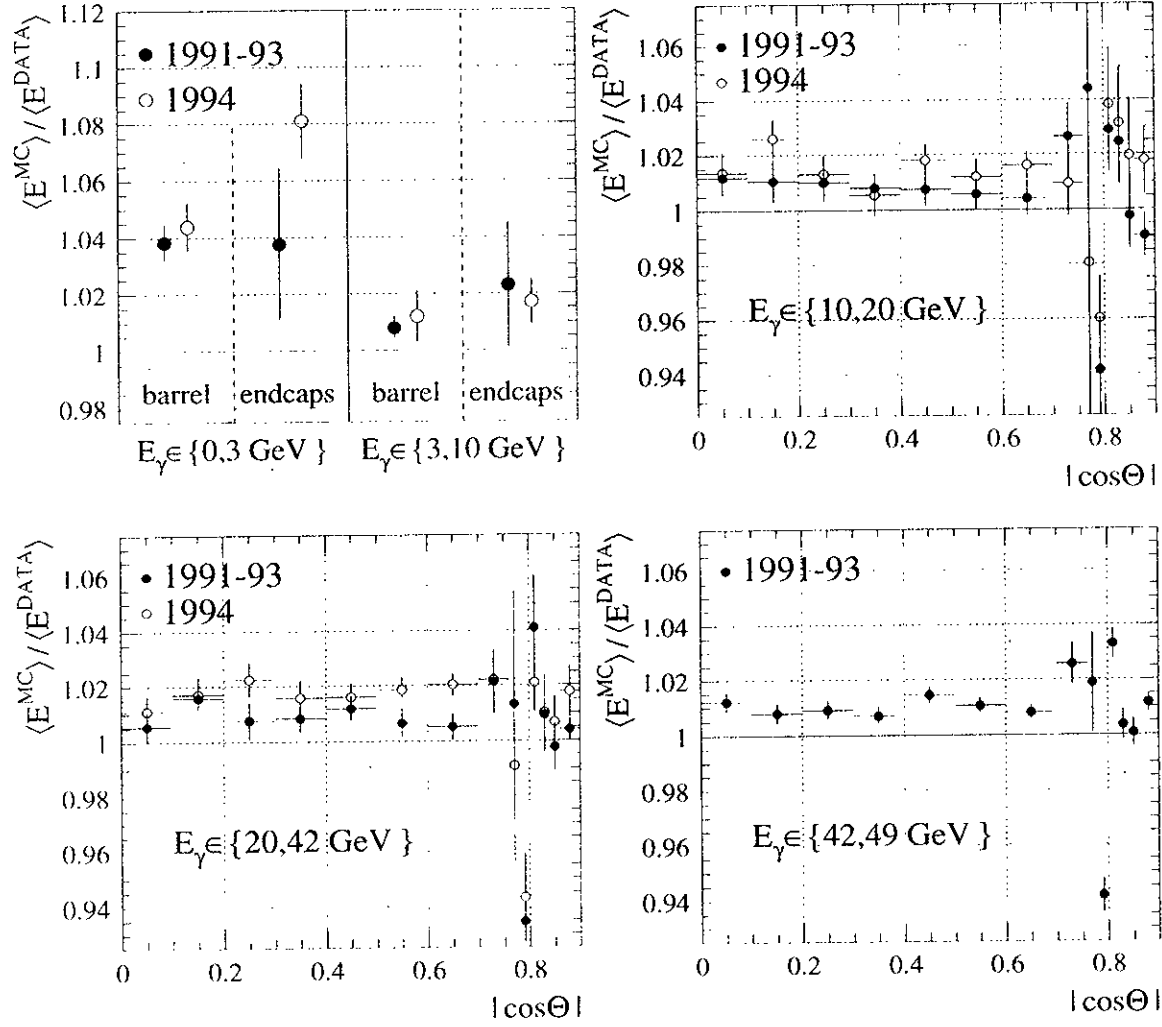 ⟨E^MC⟩ / ⟨E^DATA⟩
1.12
1.1
1.08
1.06
1.04
1.02
1
0.98
● 1991-93
○ 1994
barrel
endcaps
barrel
endcaps
E_γ∈{0,3 GeV }
E_γ∈{3,10 GeV }
⟨E^MC⟩ / ⟨E^DATA⟩
1.06
1.04
1.02
1
0.98
0.96
0.94
● 1991-93
○ 1994
E_γ∈{10,20 GeV }
0 0.2 0.4 0.6 0.8
|cosΘ|
⟨E^MC⟩ / ⟨E^DATA⟩
1.06
1.04
1.02
1
0.98
0.96
0.94
● 1991-93
○ 1994
E_γ∈{20,42 GeV }
0 0.2 0.4 0.6 0.8
|cosΘ|
⟨E^MC⟩ / ⟨E^DATA⟩
1.06
1.04
1.02
1
0.98
0.96
0.94
● 1991-93
E_γ∈{42,49 GeV }
0 0.2 0.4 0.6 0.8
|cosΘ|